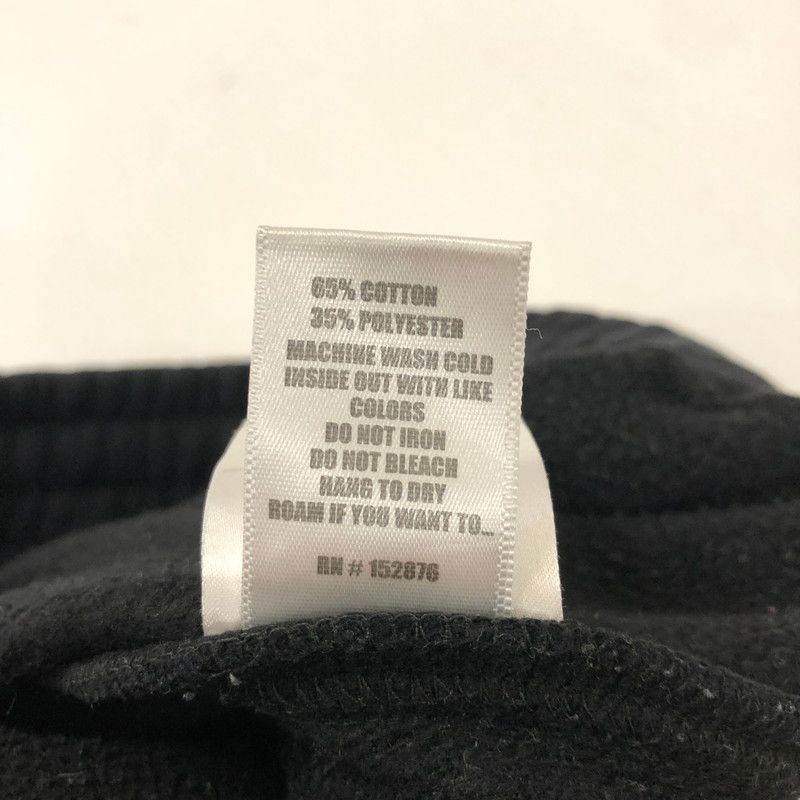 65% COTTON
35% POLYESTER
MACHINE WASH COLD
INSIDE OUT WITH LIKE
COLORS
DO NOT IRON
DO NOT BLEACH
HANG TO DRY
ROAM IF YOU WANT TO...
RN # 152876